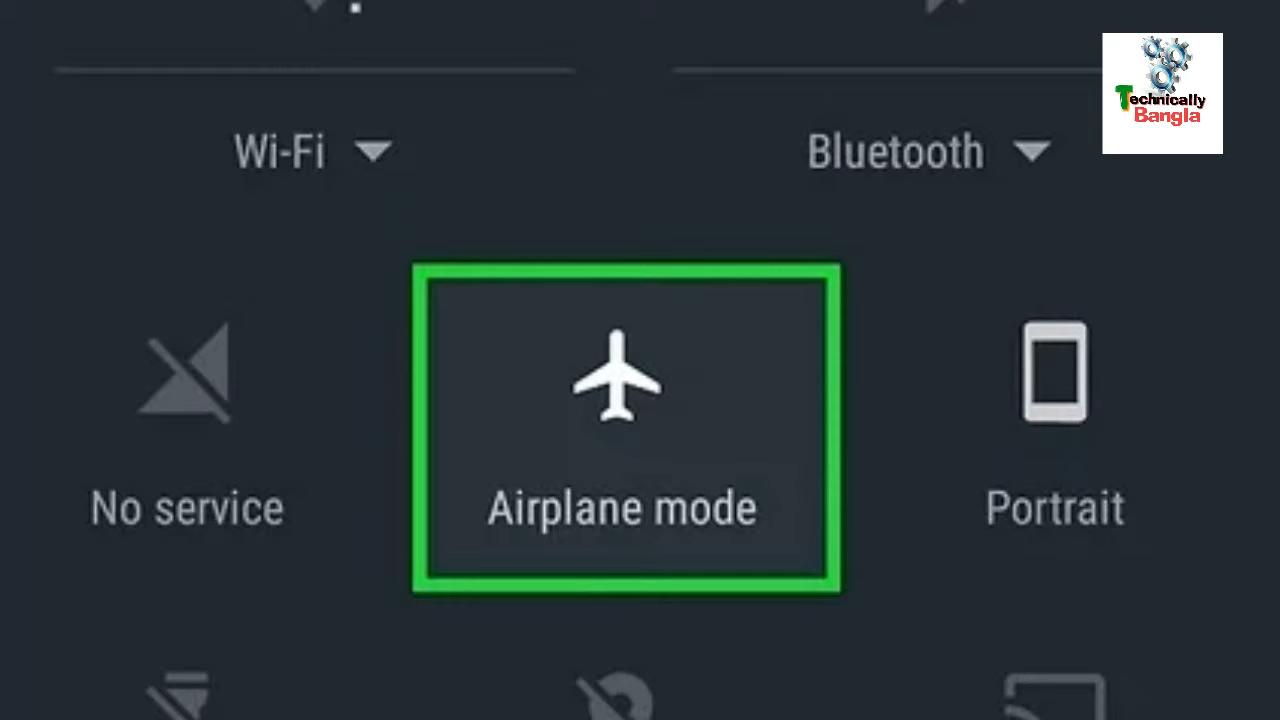 Technically
Bangla
Wi-Fi
Bluetooth
No service
Airplane mode
Portrait